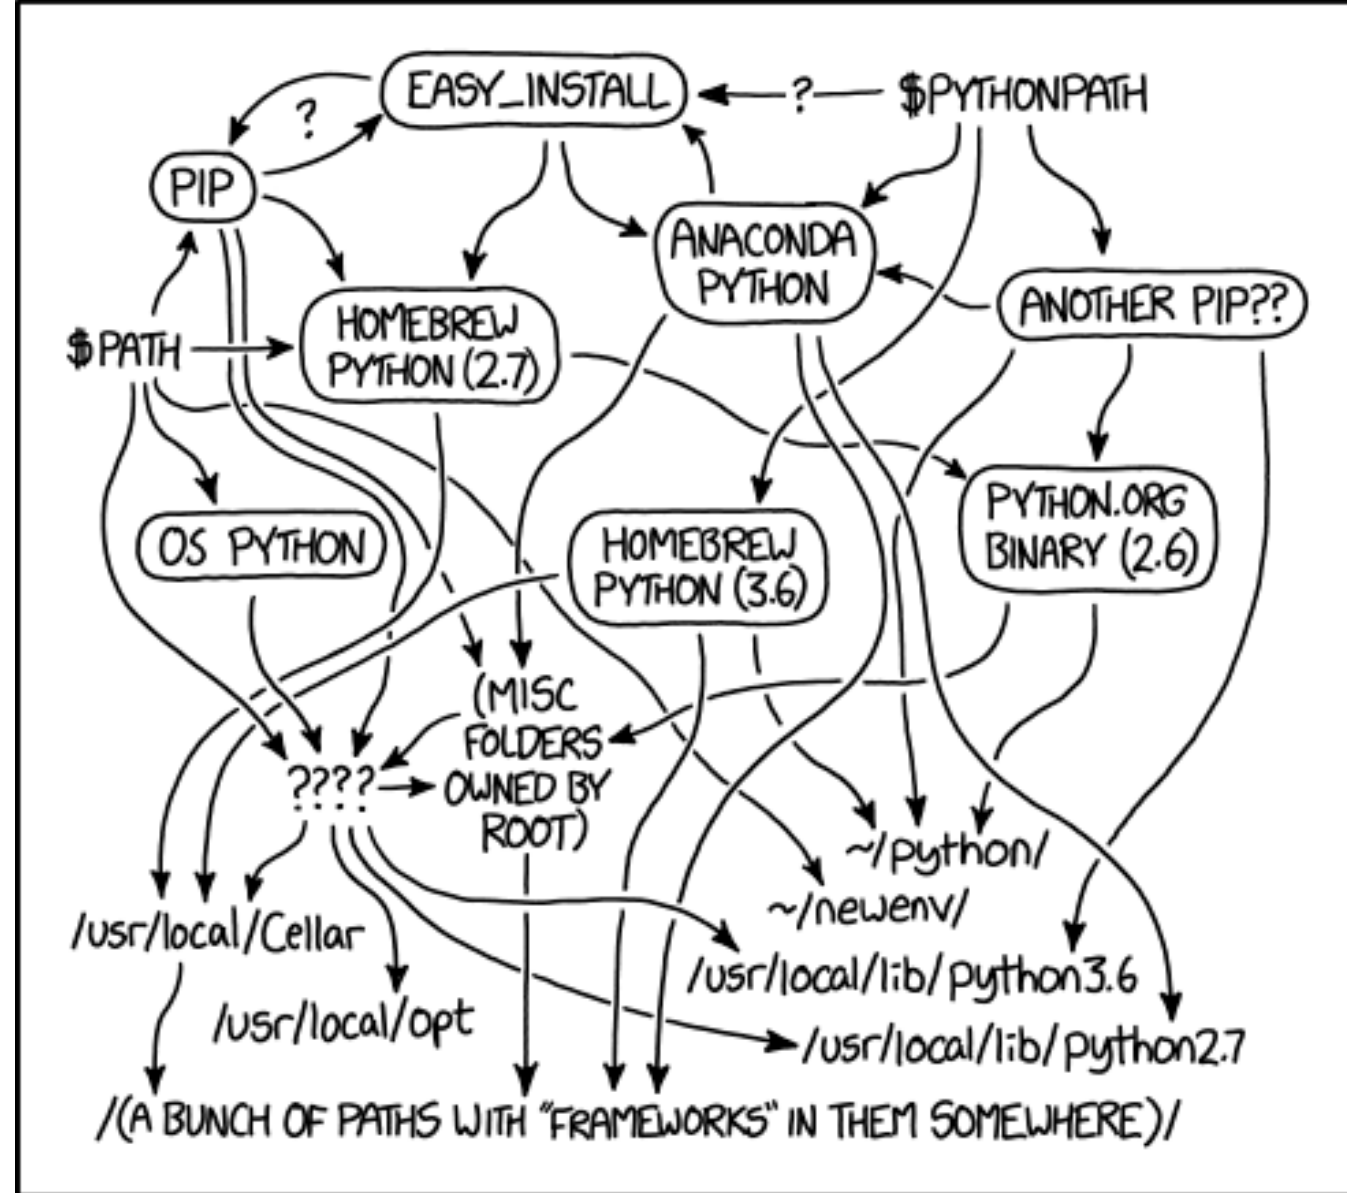 EASY_INSTALL
?
$PYTHONPATH
?
PIP
ANACONDA
PYTHON
ANOTHER PIP??
$PATH
HOMEBREW
PYTHON (2.7)
OS PYTHON
HOMEBREW
PYTHON (3.6)
PYTHON.ORG
BINARY (2.6)
(MISC
FOLDERS
OWNED BY
ROOT)
????
~/python/
~/newenv/
/usr/local/Cellar
/usr/local/lib/python3.6
/usr/local/opt
/usr/local/lib/python2.7
/(A BUNCH OF PATHS WITH "FRAMEWORKS" IN THEM SOMEWHERE)/